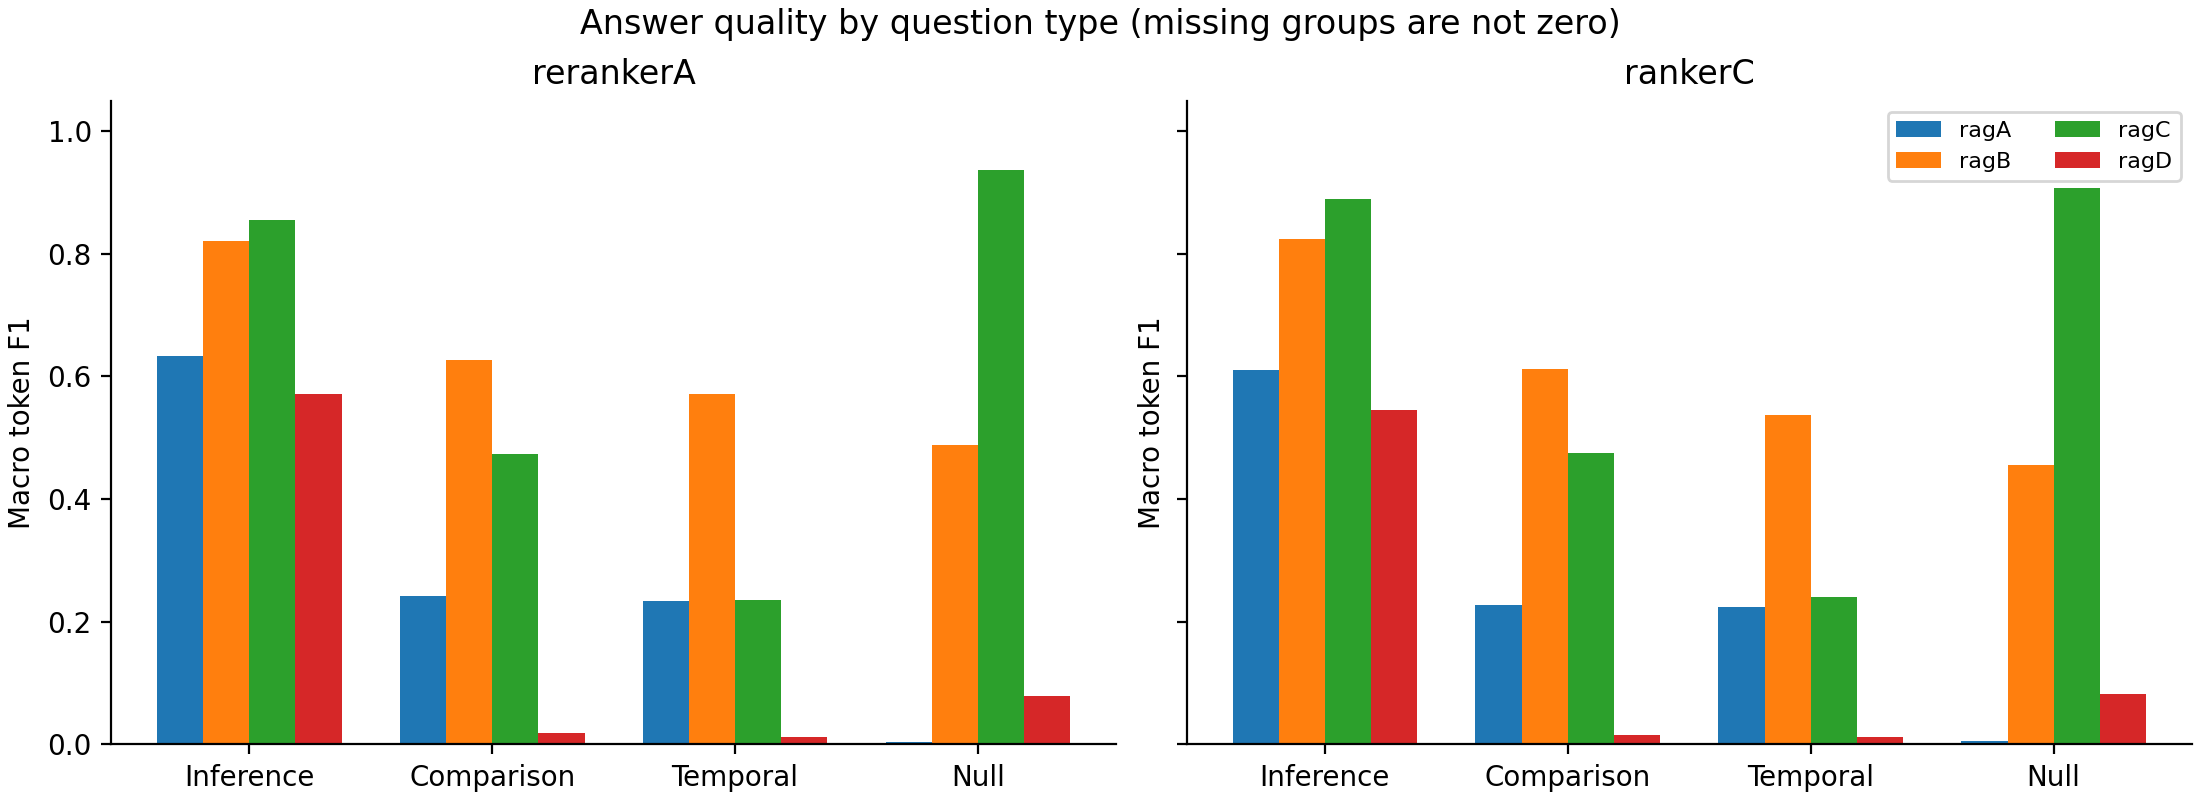 Answer quality by question type (missing groups are not zero)
rerankerA
Macro token F1
1.0
0.8
0.6
0.4
0.2
0.0
Inference Comparison Temporal Null
rankerC
Macro token F1
ragA ragC
ragB ragD
Inference Comparison Temporal Null